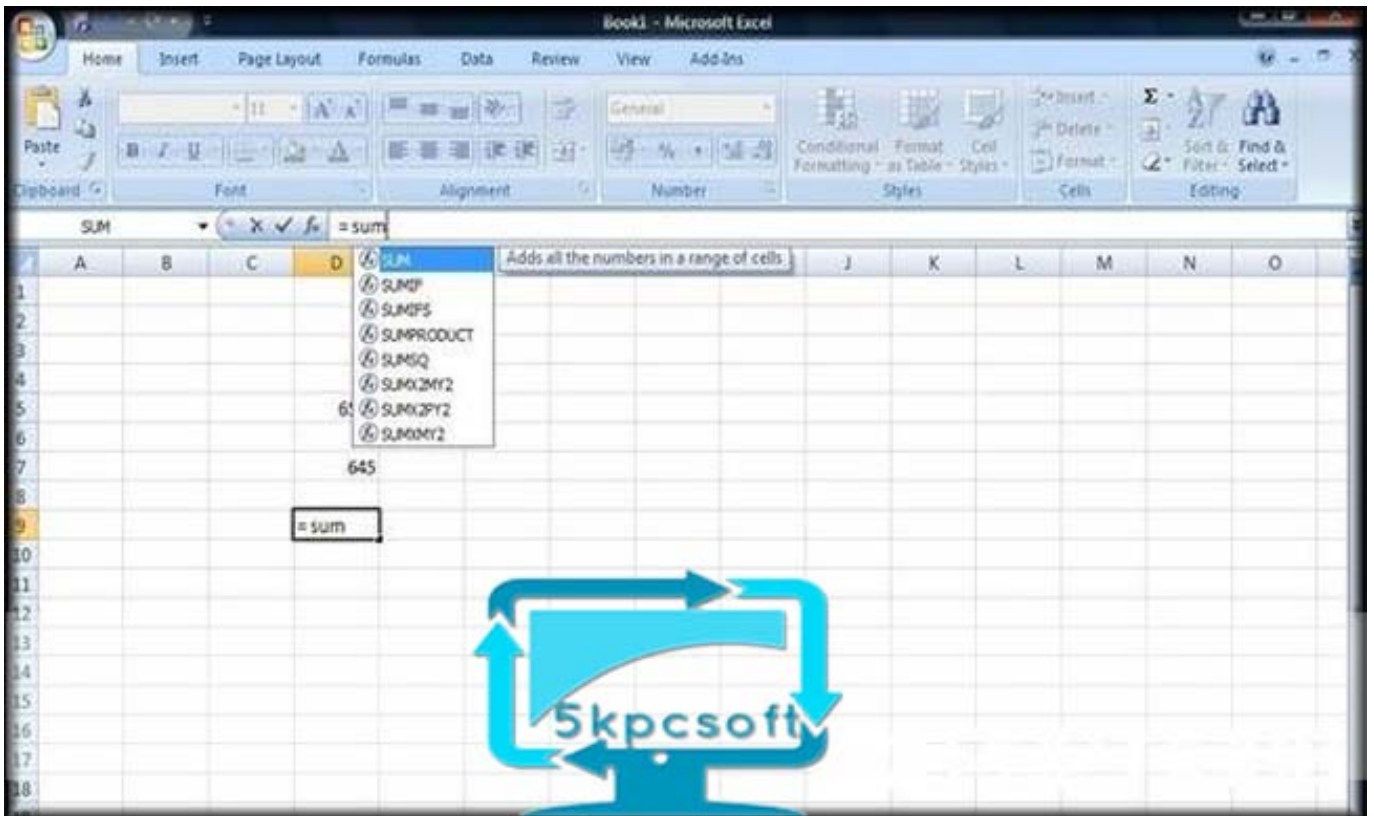 Book1 - Microsoft Excel
Home Insert Page Layout Formulas Data Review View Add-Ins
11 General Insert Σ
Paste Conditional Format Cell Delete Sort & Find &
B I U Formatting as Table Styles Format Filter Select
Clipboard Font Alignment Number Styles Cells Editing
SUM fx =sum
A B C D J K L M N O
SUM Adds all the numbers in a range of cells
SUMIF
SUMIFS
SUMPRODUCT
SUMSQ
SUMX2MY2
SUMX2PY2
SUMXMY2
1
2
3
4
5
6
7 645
8
9 =sum
10
11
12
13
14
15
16
17
18
5kpcsoft